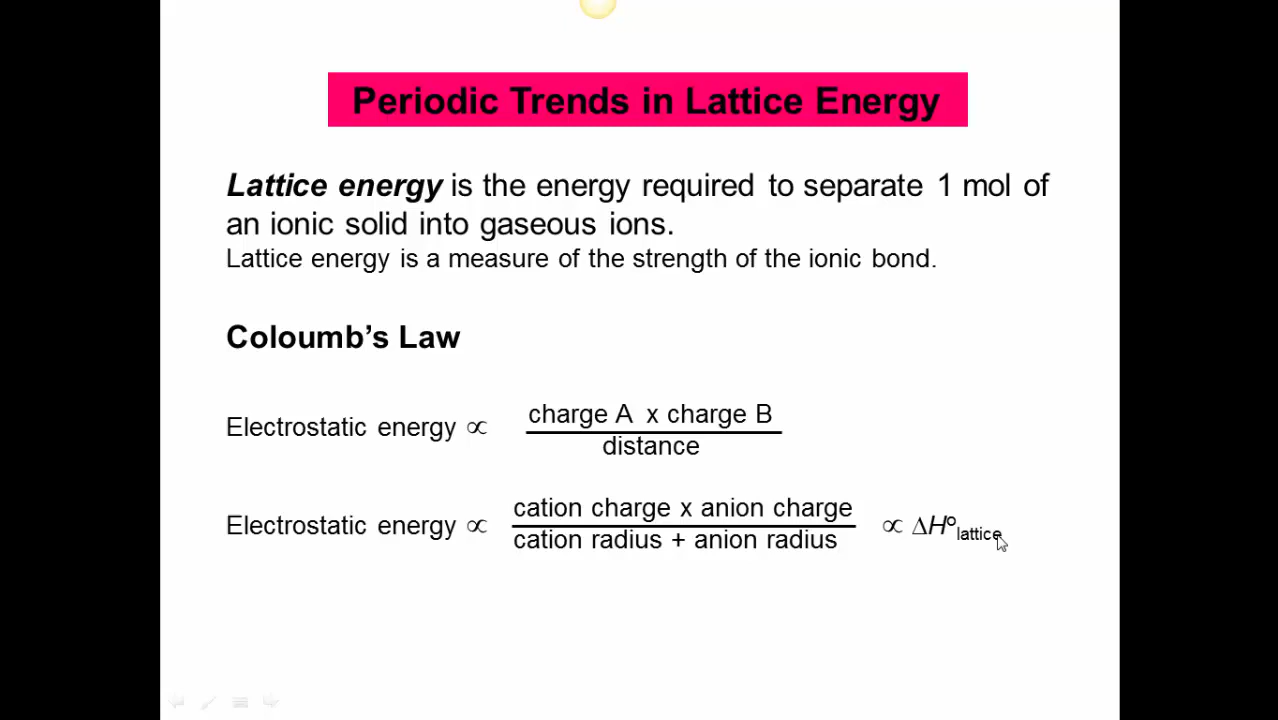 Periodic Trends in Lattice Energy
Lattice energy is the energy required to separate 1 mol of
an ionic solid into gaseous ions.
Lattice energy is a measure of the strength of the ionic bond.
Coloumb's Law
Electrostatic energy ∝ charge A x charge B
distance
Electrostatic energy ∝ cation charge x anion charge
cation radius + anion radius
∝ ΔH°lattice